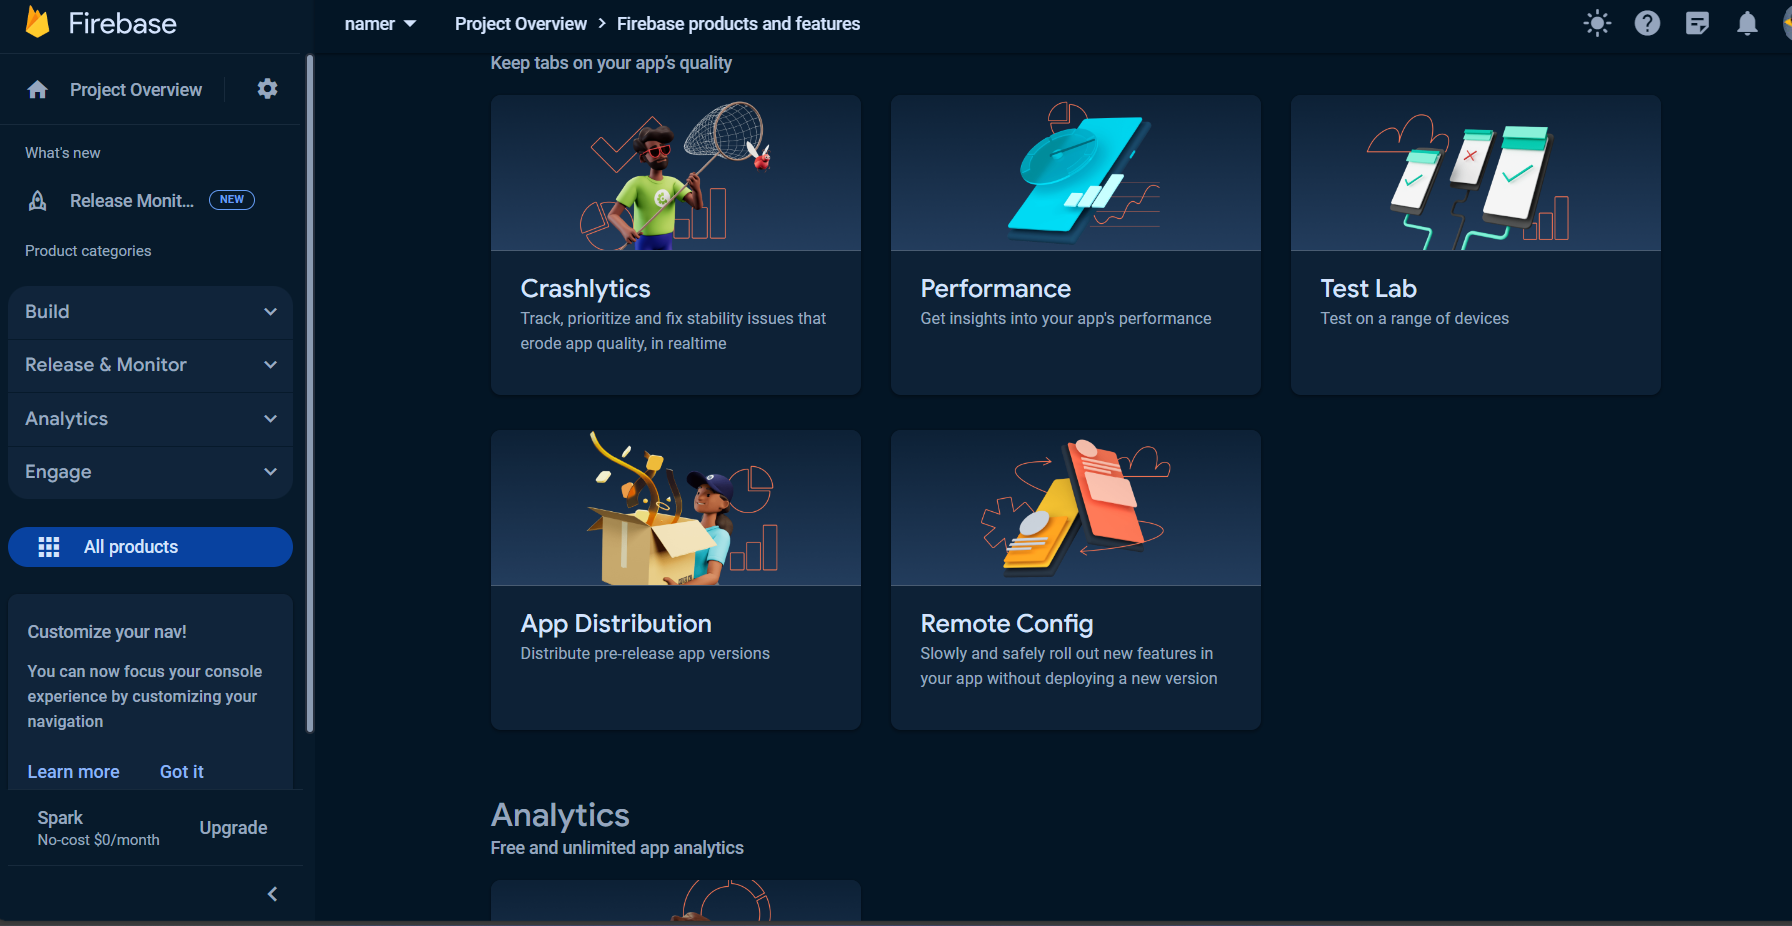 Firebase
namer
Project Overview > Firebase products and features
Project Overview
What's new
Release Monit... NEW
Product categories
Build
Release & Monitor
Analytics
Engage
All products
Customize your nav!
You can now focus your console
experience by customizing your
navigation
Learn more Got it
Spark
No-cost $0/month
Upgrade
Keep tabs on your app's quality
Crashlytics
Track, prioritize and fix stability issues that
erode app quality, in realtime
Performance
Get insights into your app's performance
Test Lab
Test on a range of devices
App Distribution
Distribute pre-release app versions
Remote Config
Slowly and safely roll out new features in
your app without deploying a new version
Analytics
Free and unlimited app analytics